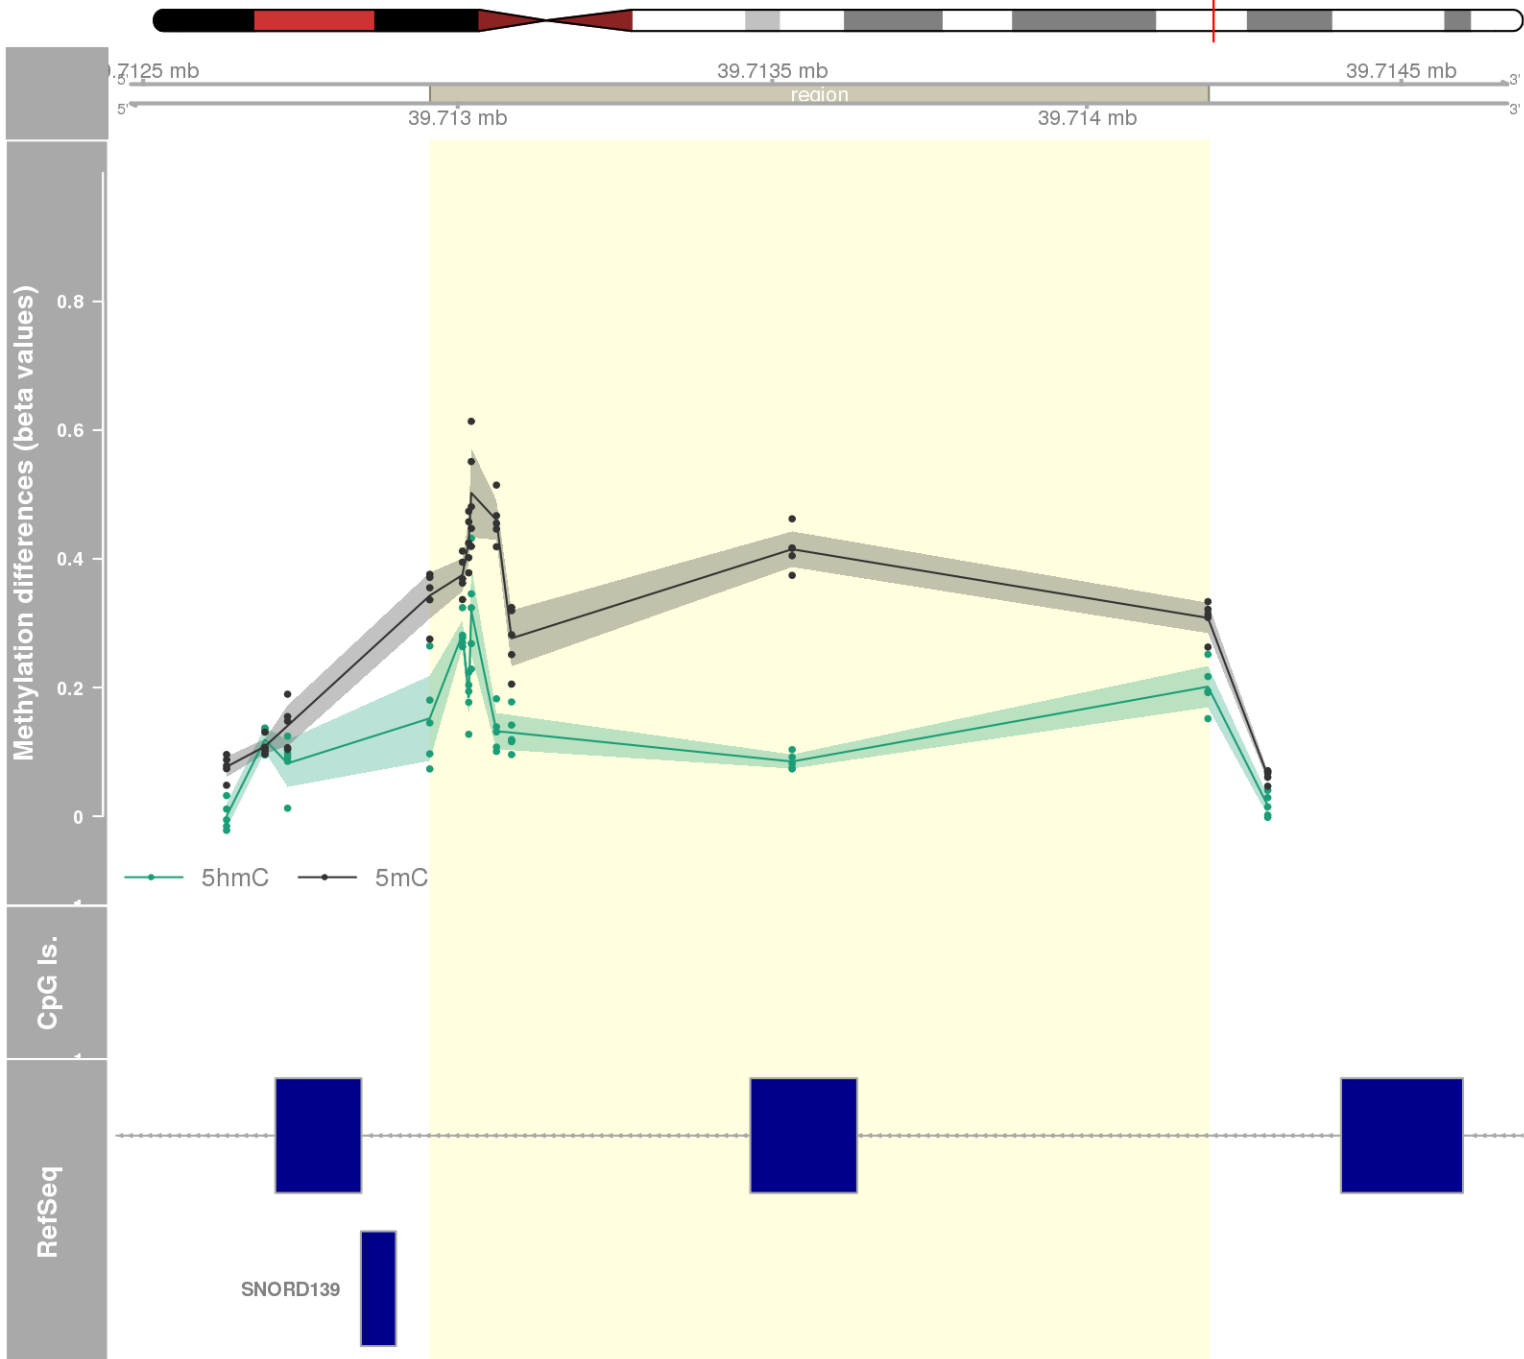 .7125 mb 39.7135 mb 39.7145 mb
5' 3'
region
5' 3'
39.713 mb 39.714 mb
Methylation differences (beta values)
0.8
0.6
0.4
0.2
0
5hmC 5mC
CpG Is.
RefSeq
SNORD139